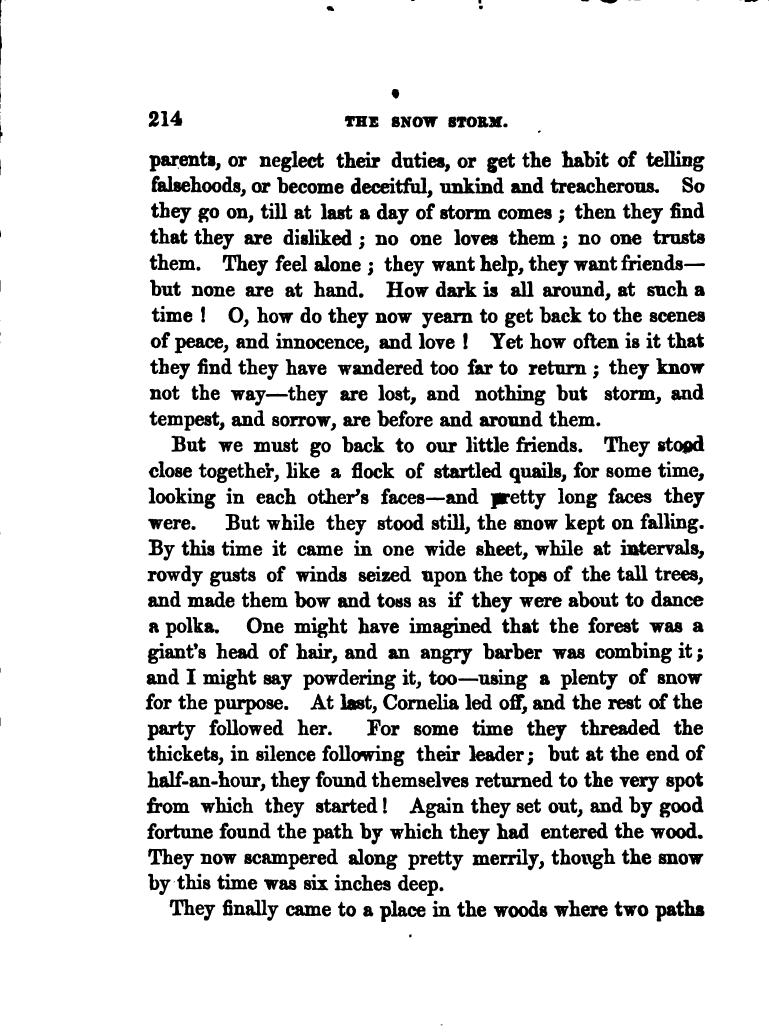 214 THE SNOW STORM.
parents, or neglect their duties, or get the habit of telling
falsehoods, or become deceitful, unkind and treacherous. So
they go on, till at last a day of storm comes ; then they find
that they are disliked ; no one loves them ; no one trusts
them. They feel alone ; they want help, they want friends—
but none are at hand. How dark is all around, at such a
time ! O, how do they now yearn to get back to the scenes
of peace, and innocence, and love ! Yet how often is it that
they find they have wandered too far to return ; they know
not the way—they are lost, and nothing but storm, and
tempest, and sorrow, are before and around them.
But we must go back to our little friends. They stood
close together, like a flock of startled quails, for some time,
looking in each other's faces—and pretty long faces they
were. But while they stood still, the snow kept on falling.
By this time it came in one wide sheet, while at intervals,
rowdy gusts of winds seized upon the tops of the tall trees,
and made them bow and toss as if they were about to dance
a polka. One might have imagined that the forest was a
giant's head of hair, and an angry barber was combing it ;
and I might say powdering it, too—using a plenty of snow
for the purpose. At last, Cornelia led off, and the rest of the
party followed her. For some time they threaded the
thickets, in silence following their leader ; but at the end of
half-an-hour, they found themselves returned to the very spot
from which they started ! Again they set out, and by good
fortune found the path by which they had entered the wood.
They now scampered along pretty merrily, though the snow
by this time was six inches deep.
They finally came to a place in the woods where two paths